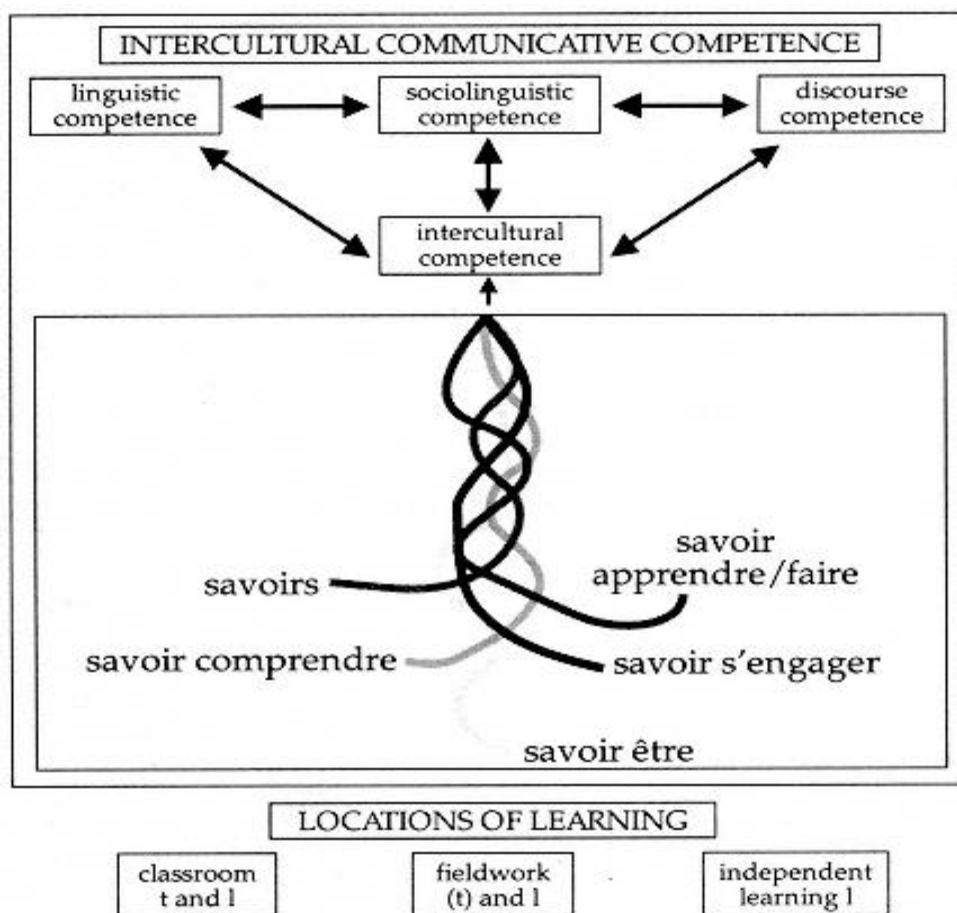 INTERCULTURAL COMMUNICATIVE COMPETENCE
linguistic
competence
sociolinguistic
competence
discourse
competence
intercultural
competence
savoir
apprendre/faire
savoirs
savoir comprendre
savoir s'engager
savoir être
LOCATIONS OF LEARNING
classroom
t and l
fieldwork
(t) and l
independent
learning l